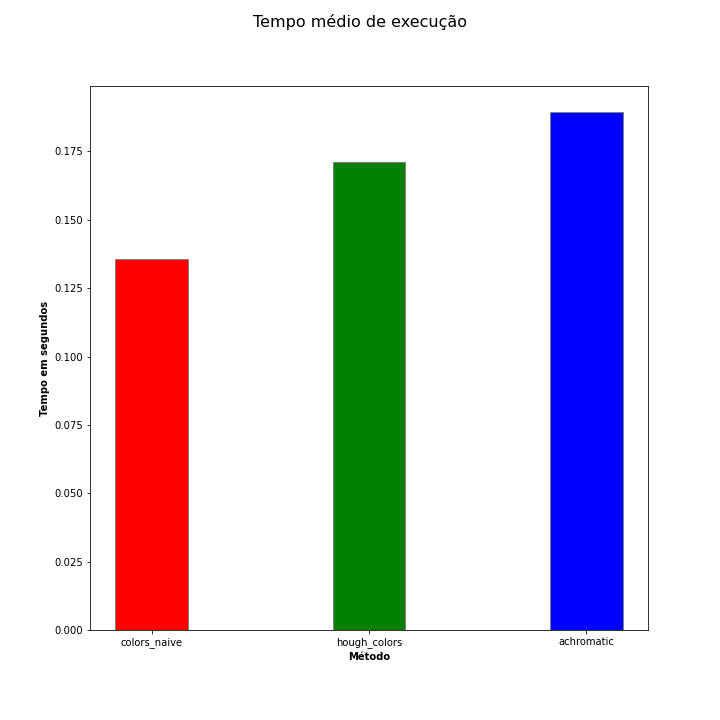 Tempo médio de execução
0.175
0.150
0.125
0.100
0.075
0.050
0.025
0.000
Tempo em segundos
colors_naive
hough_colors
achromatic
Método